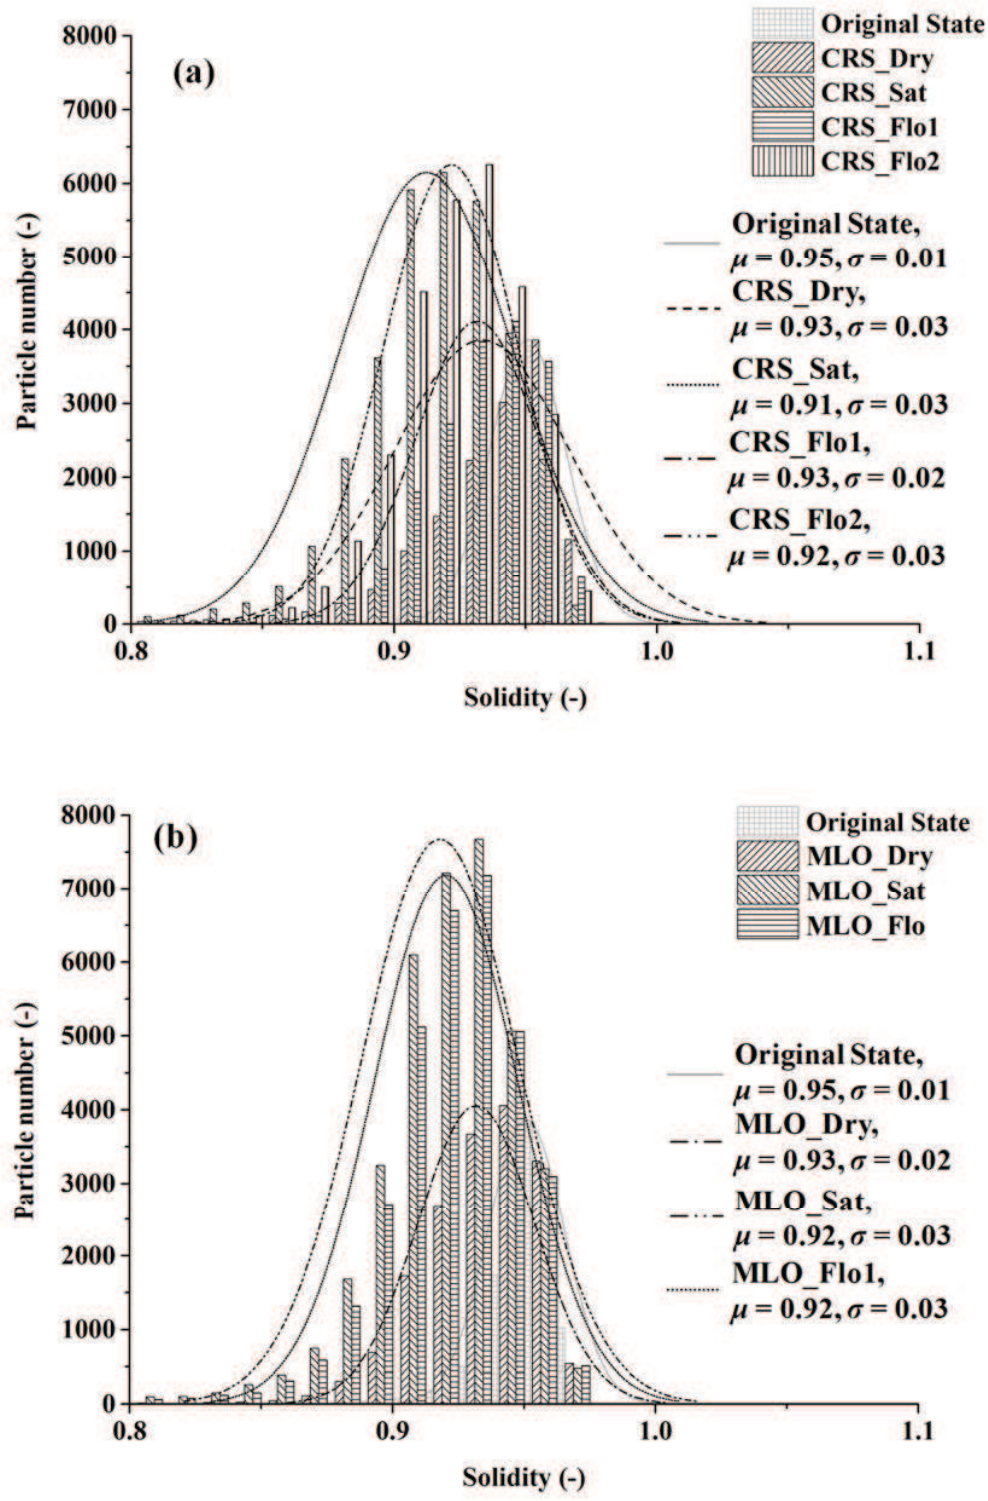 (a)
8000
7000
6000
5000
4000
3000
2000
1000
0
Particle number (-)
0.8
0.9
1.0
1.1
Solidity (-)
Original State
CRS_Dry
CRS_Sat
CRS_Flo1
CRS_Flo2
Original State,
μ = 0.95, σ = 0.01
CRS_Dry,
μ = 0.93, σ = 0.03
CRS_Sat,
μ = 0.91, σ = 0.03
CRS_Flo1,
μ = 0.93, σ = 0.02
CRS_Flo2,
μ = 0.92, σ = 0.03
(b)
8000
7000
6000
5000
4000
3000
2000
1000
0
Particle number (-)
0.8
0.9
1.0
1.1
Solidity (-)
Original State
MLO_Dry
MLO_Sat
MLO_Flo
Original State,
μ = 0.95, σ = 0.01
MLO_Dry,
μ = 0.93, σ = 0.02
MLO_Sat,
μ = 0.92, σ = 0.03
MLO_Flo1,
μ = 0.92, σ = 0.03